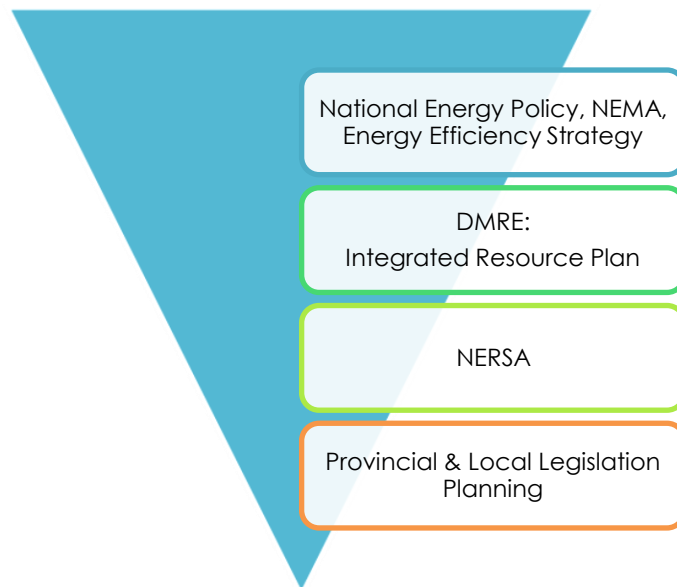 National Energy Policy, NEMA,
Energy Efficiency Strategy
DMRE:
Integrated Resource Plan
NERSA
Provincial & Local Legislation
Planning